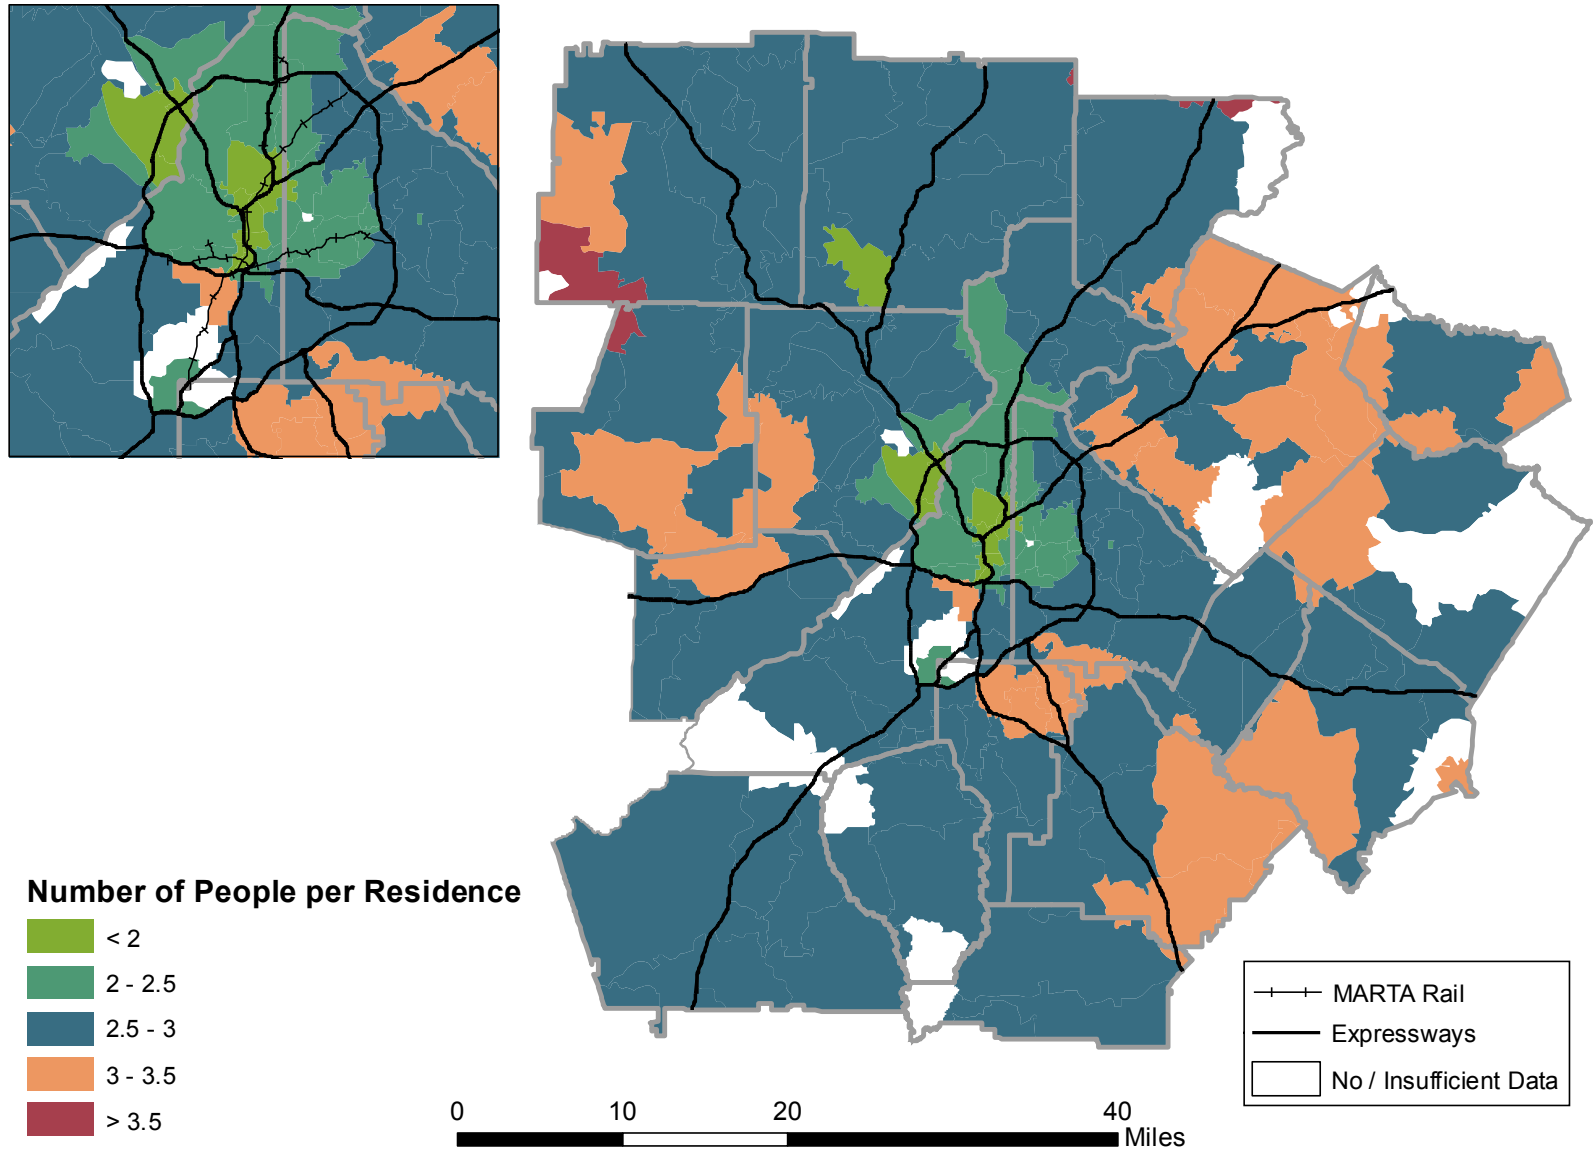 Number of People per Residence
< 2
2 - 2.5
2.5 - 3
3 - 3.5
> 3.5
0 10 20 40
Miles
MARTA Rail
Expressways
No / Insufficient Data